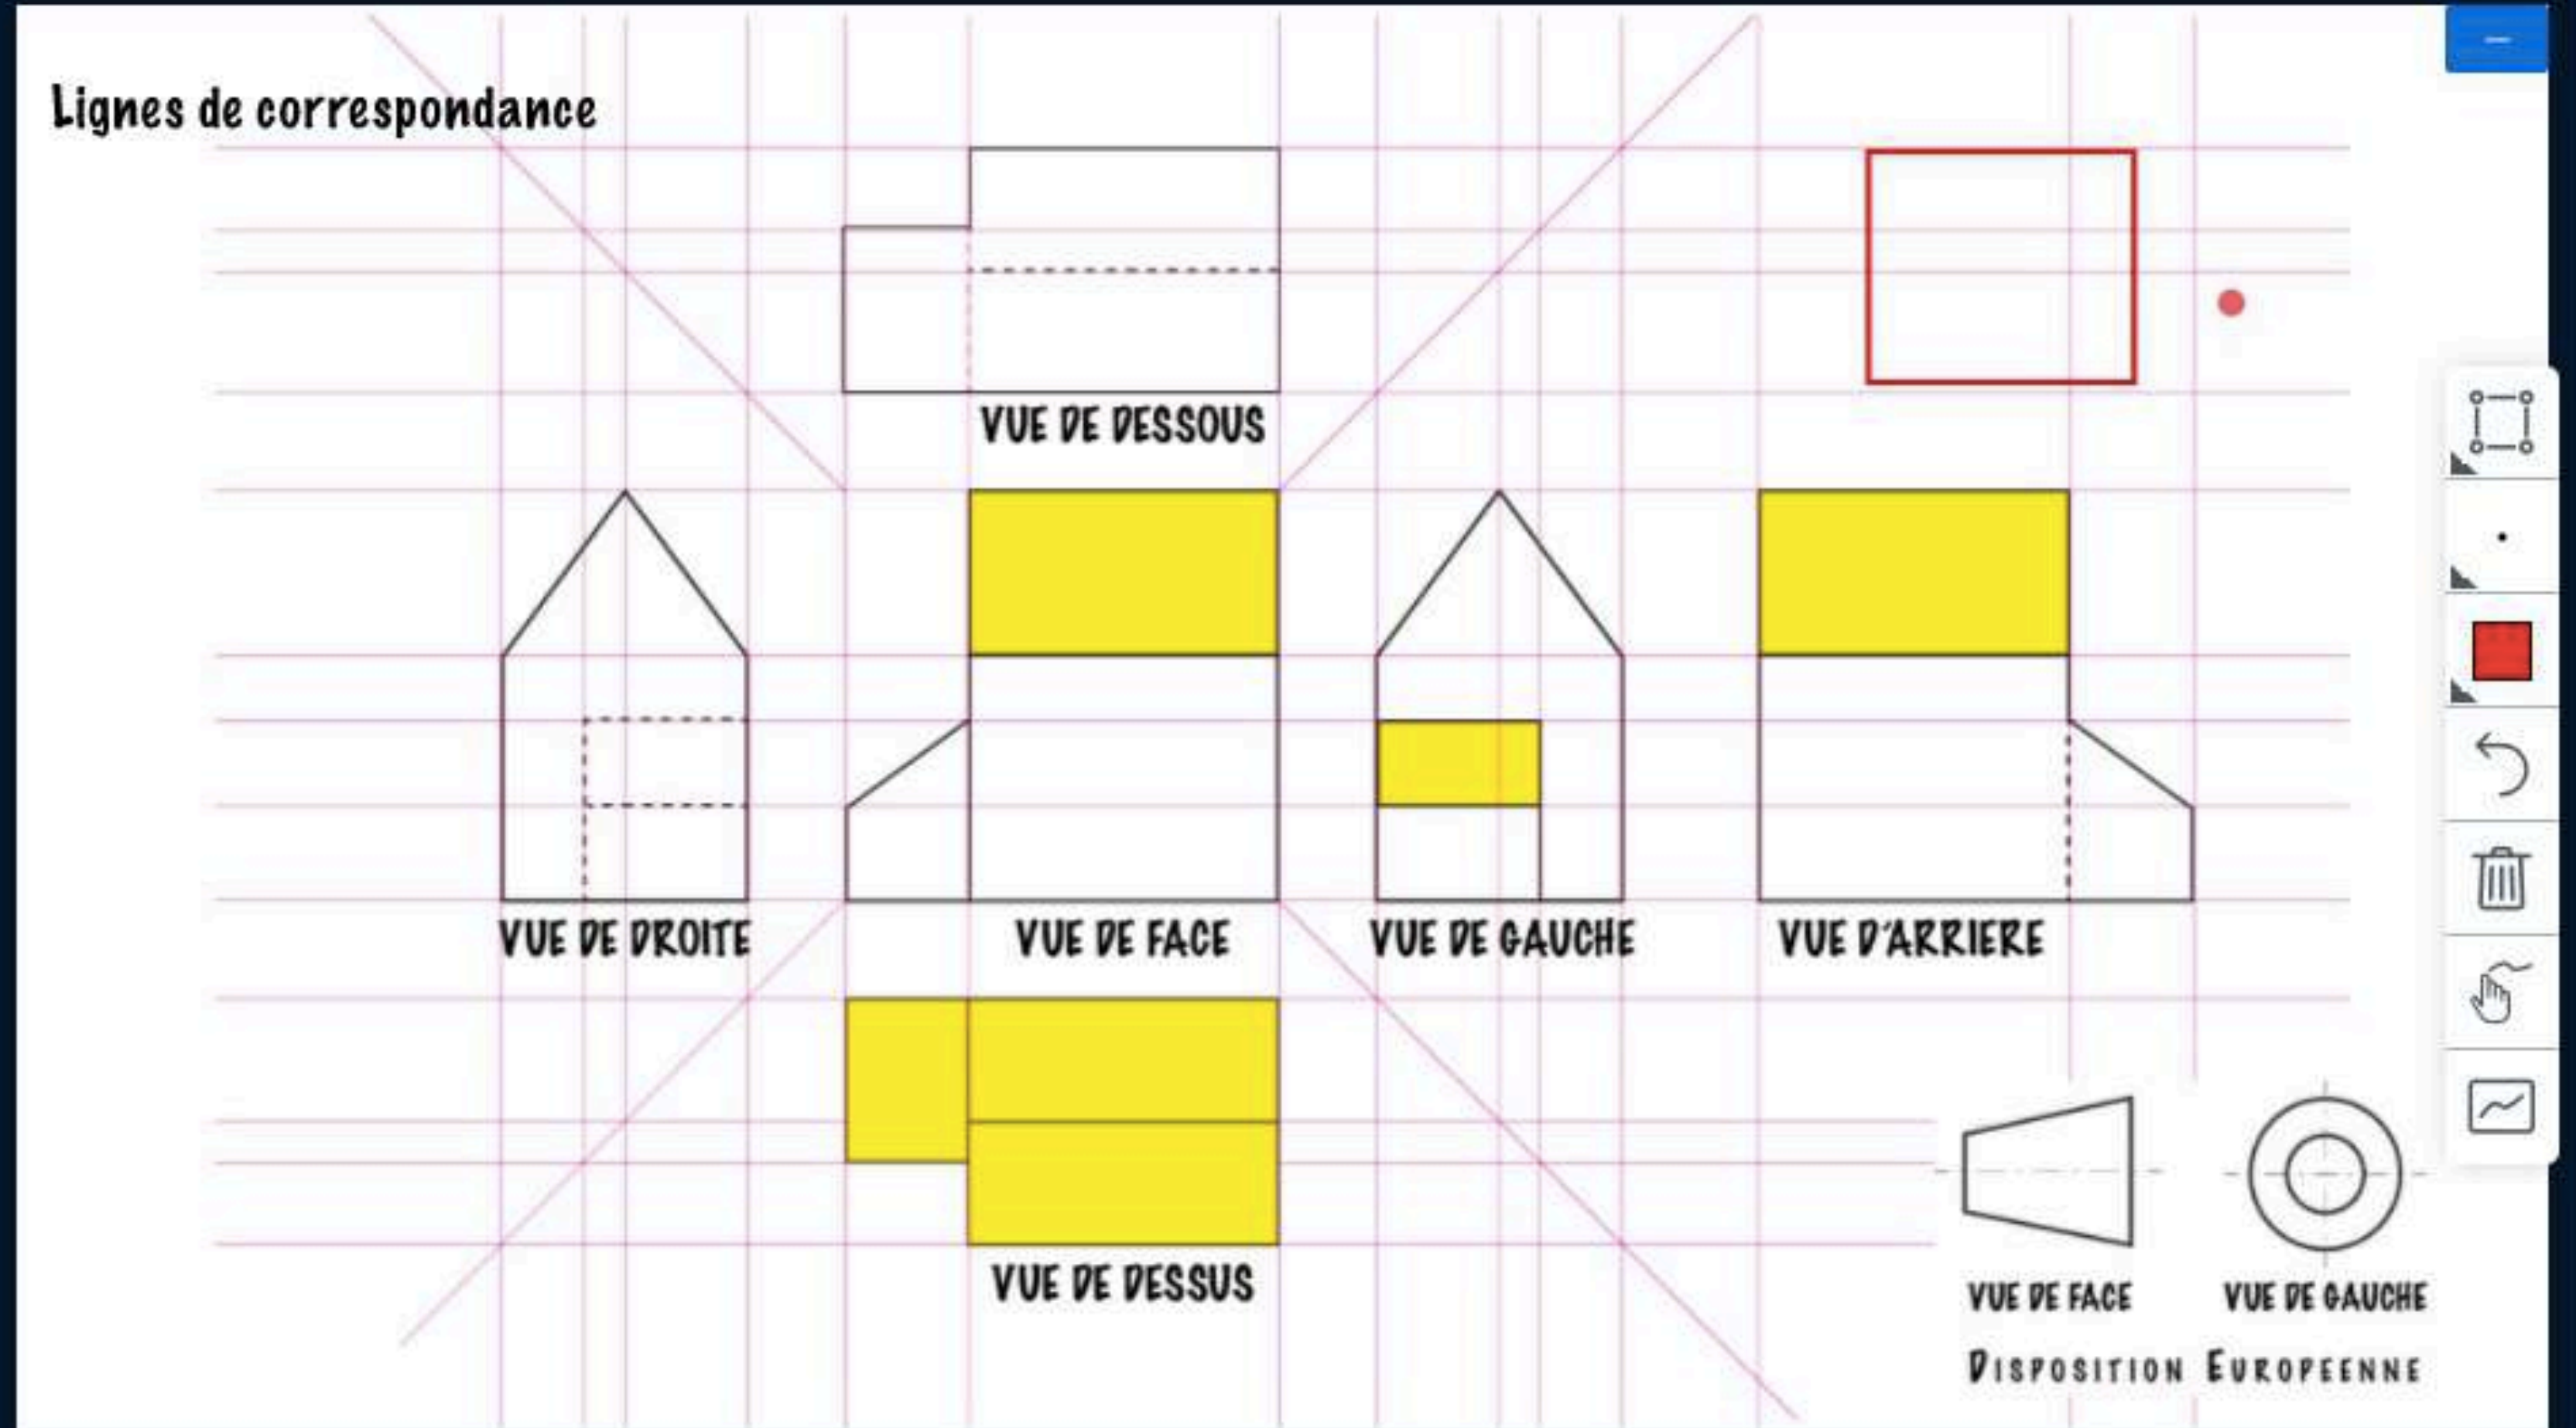 Lignes de correspondance
VUE DE DESSOUS
VUE DE DROITE
VUE DE FACE
VUE DE GAUCHE
VUE D'ARRIERE
VUE DE DESSUS
VUE DE FACE
VUE DE GAUCHE
DISPOSITION EUROPEENNE